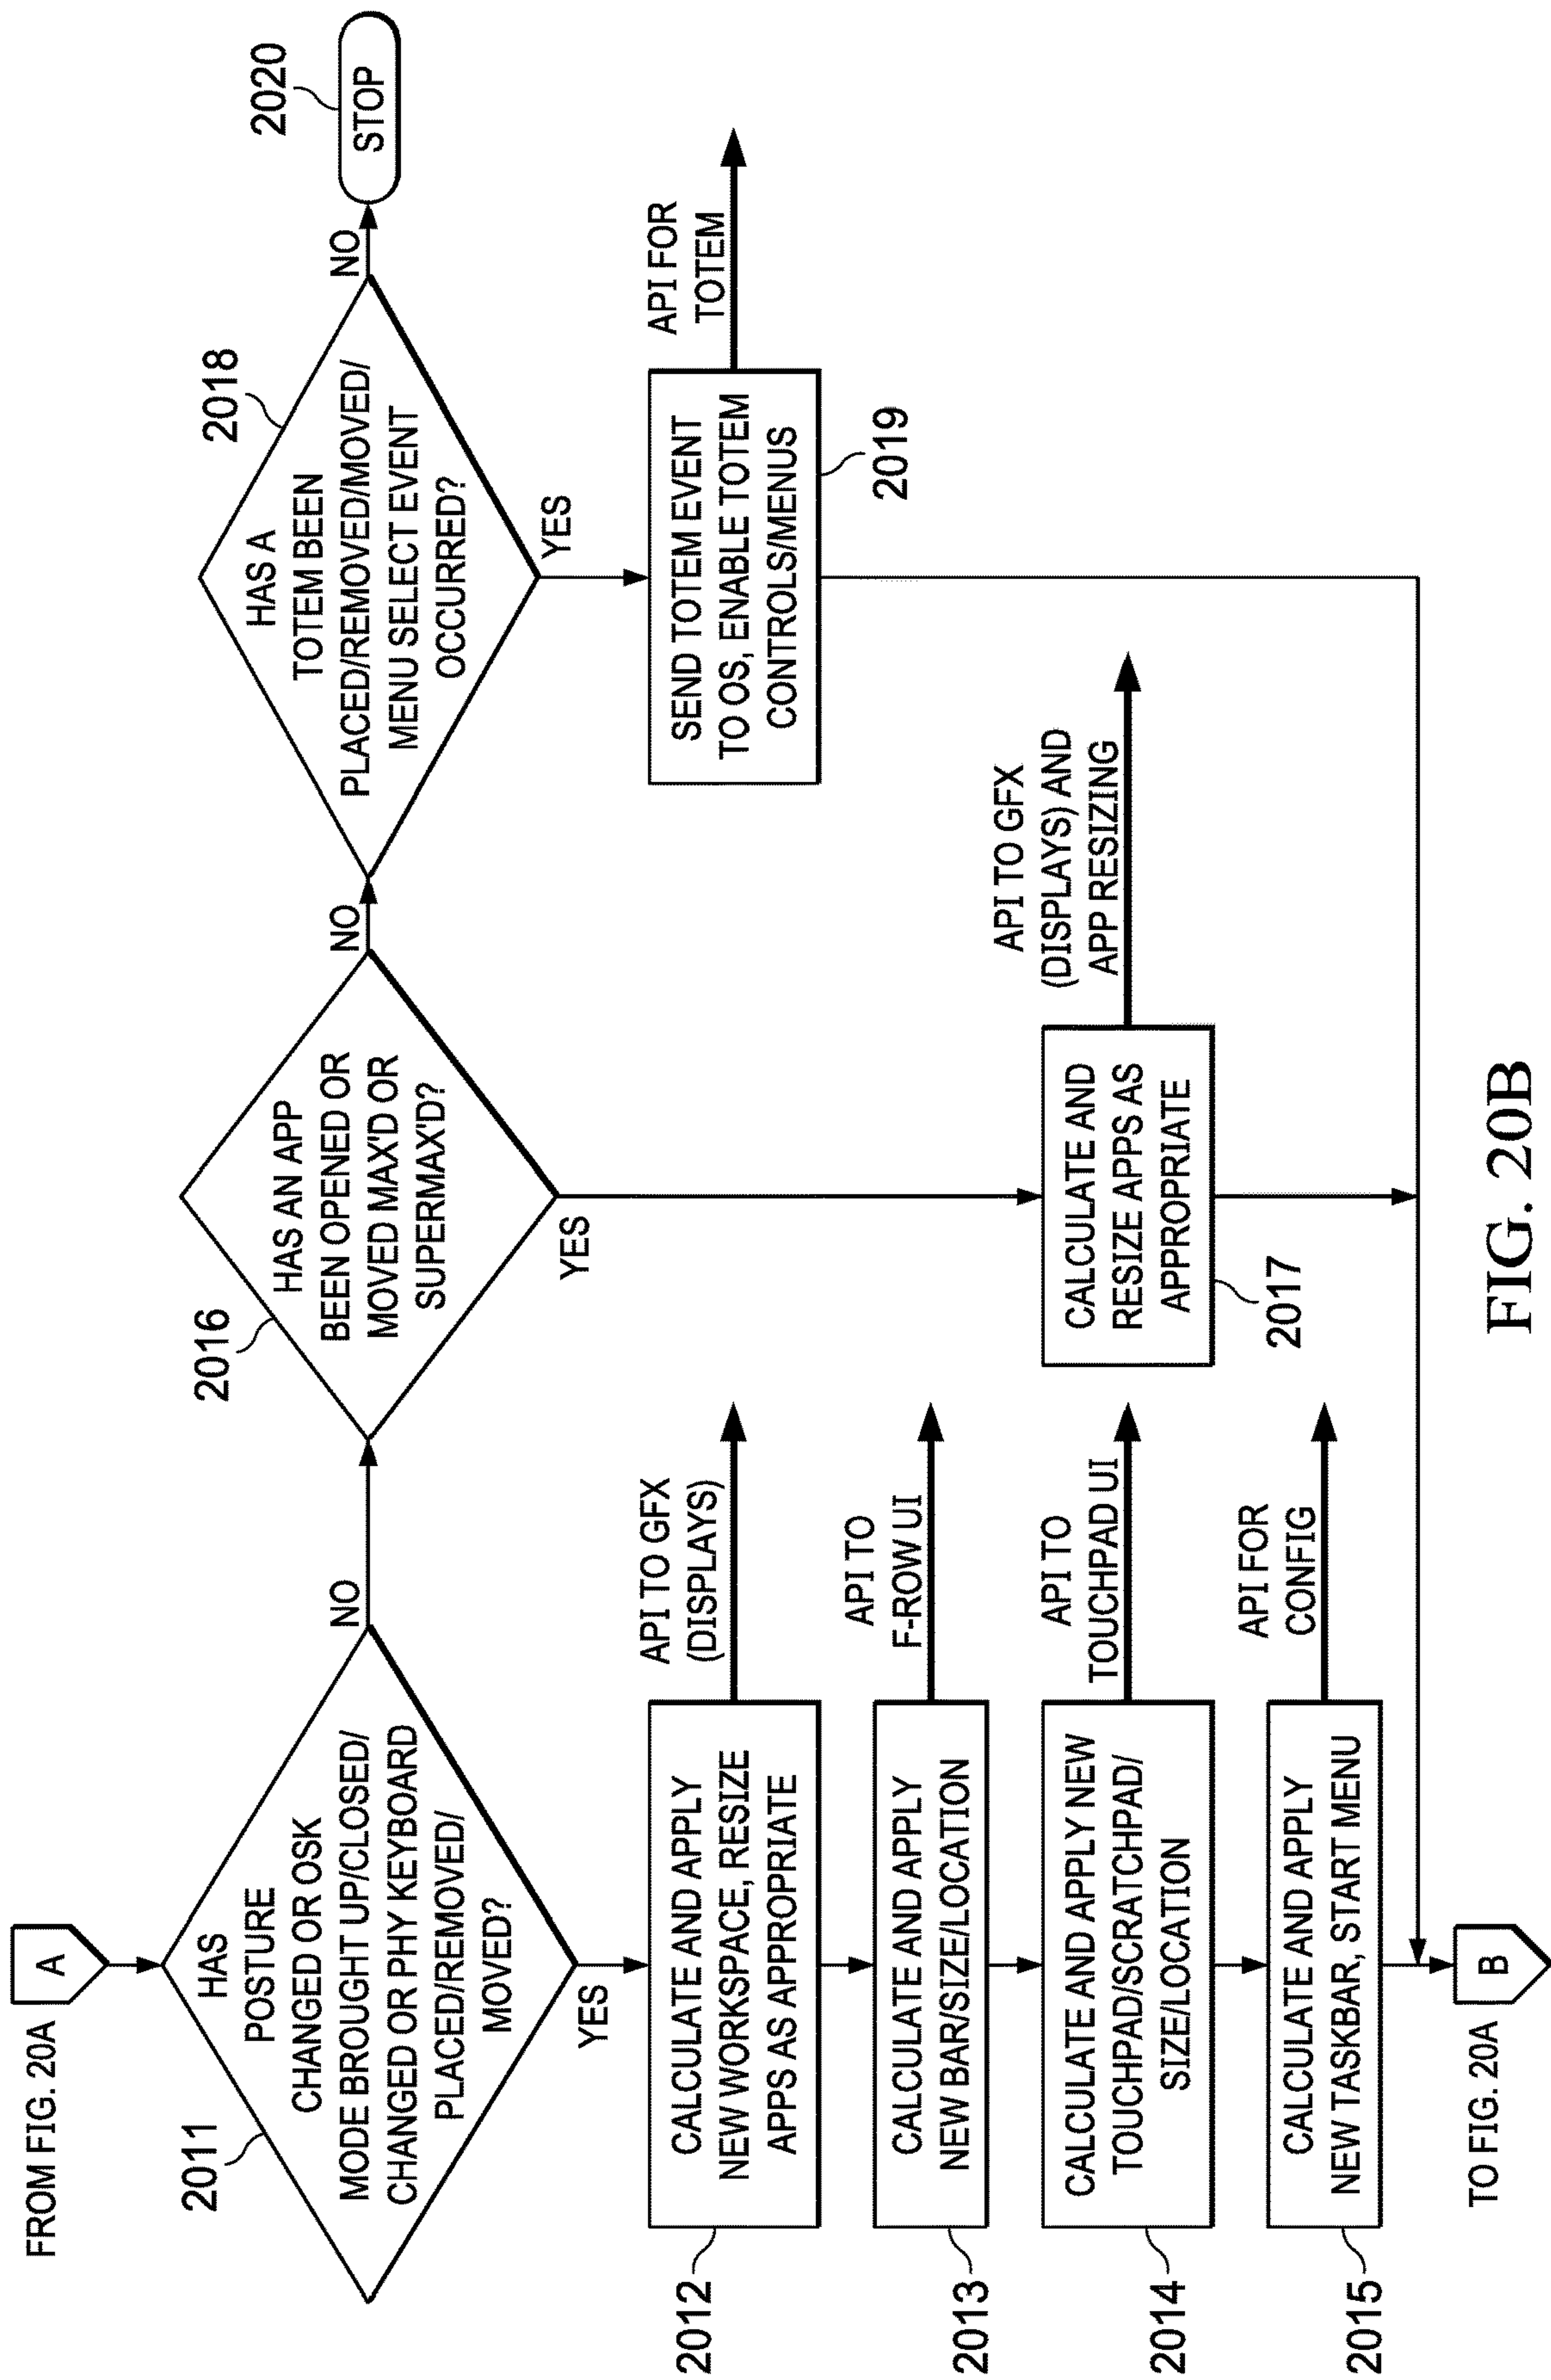 FROM FIG. 20A
A
2011
HAS
POSTURE
CHANGED OR OSK
MODE BROUGHT UP/CLOSED/
CHANGED OR PHY KEYBOARD
PLACED/REMOVED/
MOVED?
NO
YES
2016
HAS AN APP
BEEN OPENED OR
MOVED MAX'D OR
SUPERMAX'D?
NO
YES
2018
HAS A
TOTEM BEEN
PLACED/REMOVED/MOVED/
MENU SELECT EVENT
OCCURRED?
NO
YES
2020
STOP
2012
CALCULATE AND APPLY
NEW WORKSPACE, RESIZE
APPS AS APPROPRIATE
API TO GFX
(DISPLAYS)
SEND TOTEM EVENT
TO OS, ENABLE TOTEM
CONTROLS/MENUS
2019
API FOR
TOTEM
2013
CALCULATE AND APPLY
NEW BAR/SIZE/LOCATION
API TO
F-ROW UI
2014
CALCULATE AND APPLY NEW
TOUCHPAD/SCRATCHPAD/
SIZE/LOCATION
API TO
TOUCHPAD UI
CALCULATE AND
RESIZE APPS AS
APPROPRIATE
2017
API TO GFX
(DISPLAYS) AND
APP RESIZING
2015
CALCULATE AND APPLY
NEW TASKBAR, START MENU
API FOR
CONFIG
TO FIG. 20A
B
FIG. 20B